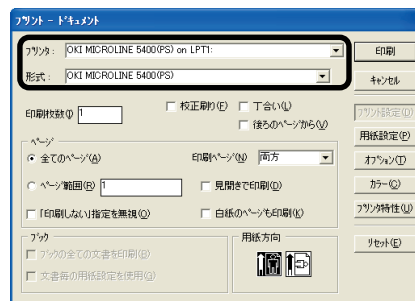 プリント - ドキュメント
プリンタ: OKI MICROLINE 5400(PS) on LPT1:
形式: OKI MICROLINE 5400(PS)
印刷
キャンセル
印刷枚数(I) 1
校正刷り(F)
丁合い(L)
後ろのページから(V)
プリント設定(D)
用紙設定(P)
オプション(T)
カラー(C)
プリンタ特性(U)
リセット(E)
ページ
全てのページ(A)
印刷ページ(N) 両方
ページ範囲(R) 1
見開きで印刷(D)
「印刷しない」指定を無視(O)
白紙のページも印刷(K)
ブック
ブックの全ての文書を印刷(B)
文書毎の用紙設定を使用(G)
用紙方向